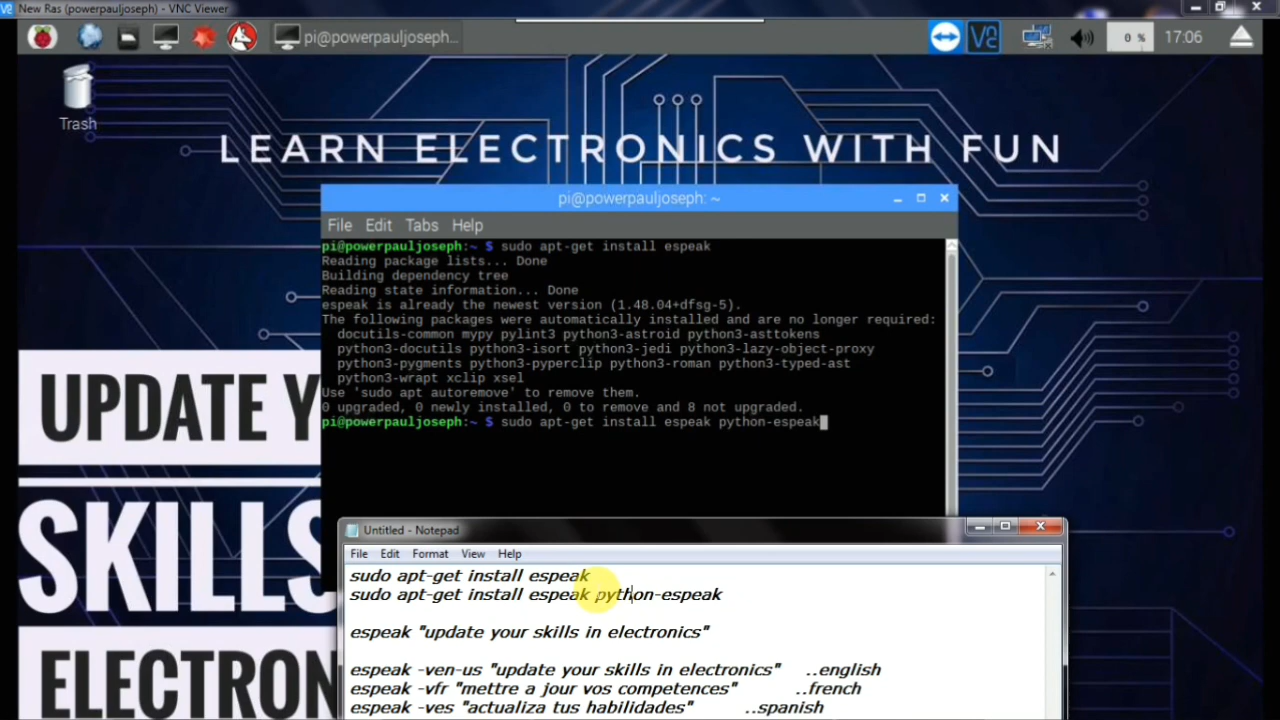 New Ras (powerpauljoseph) - VNC Viewer
pi@powerpauljoseph...
0 %
17:06
Trash
LEARN ELECTRONICS WITH FUN
pi@powerpauljoseph: ~
File Edit Tabs Help
pi@powerpauljoseph:~ $ sudo apt-get install espeak
Reading package lists... Done
Building dependency tree
Reading state information... Done
espeak is already the newest version (1.48.04+dfsg-5).
The following packages were automatically installed and are no longer required:
docutils-common mypy pylint3 python3-astroid python3-asttokens
python3-docutils python3-isort python3-jedi python3-lazy-object-proxy
python3-pygments python3-pyperclip python3-roman python3-typed-ast
python3-wrapt xclip xsel
Use 'sudo apt autoremove' to remove them.
0 upgraded, 0 newly installed, 0 to remove and 8 not upgraded.
pi@powerpauljoseph:~ $ sudo apt-get install espeak python-espeak
UPDATE Y
SKILLS
ELECTRON
Untitled - Notepad
File Edit Format View Help
sudo apt-get install espeak
sudo apt-get install espeak python-espeak
espeak "update your skills in electronics"
espeak -ven-us "update your skills in electronics" ..english
espeak -vfr "mettre a jour vos competences" ..french
espeak -ves "actualiza tus habilidades" ..spanish